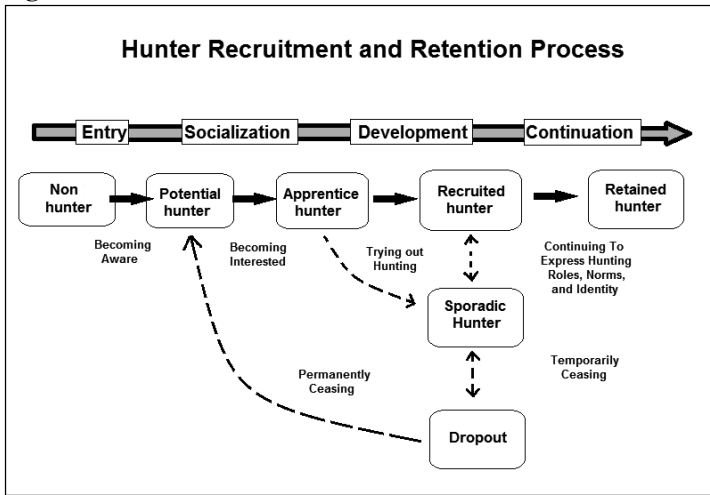 Hunter Recruitment and Retention Process
Entry
Socialization
Development
Continuation
Non
hunter
Potential
hunter
Apprentice
hunter
Recruited
hunter
Retained
hunter
Becoming
Aware
Becoming
Interested
Trying out
Hunting
Continuing To
Express Hunting
Roles, Norms,
and Identity
Sporadic
Hunter
Permanently
Ceasing
Temporarily
Ceasing
Dropout